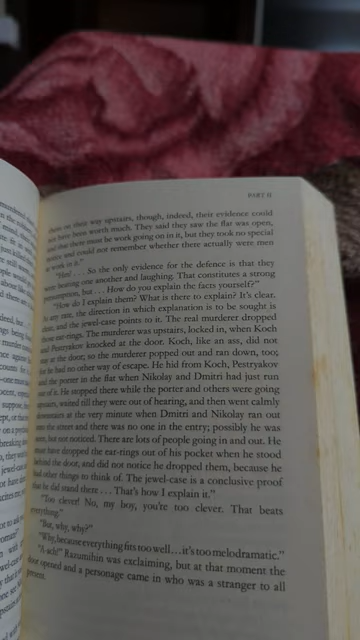 PART II
them on their way upstairs, though, indeed, their evidence could
not have been worth much. They said they saw the flat was open,
and that there must be work going on in it, but they took no special
notice and could not remember whether there actually were men
at work in it."
"Hm! . . . So the only evidence for the defence is that they
were beating one another and laughing. That constitutes a strong
presumption, but . . . How do you explain the facts yourself?"
"How do I explain them? What is there to explain? It's clear.
At any rate, the direction in which explanation is to be sought is
clear, and the jewel-case points to it. The real murderer dropped
those ear-rings. The murderer was upstairs, locked in, when Koch
and Pestryakov knocked at the door. Koch, like an ass, did not
stay at the door; so the murderer popped out and ran down, too;
for he had no other way of escape. He hid from Koch, Pestryakov
and the porter in the flat when Nikolay and Dmitri had just run
out of it. He stopped there while the porter and others were going
upstairs, waited till they were out of hearing, and then went calmly
downstairs at the very minute when Dmitri and Nikolay ran out
into the street and there was no one in the entry; possibly he was
seen, but not noticed. There are lots of people going in and out. He
must have dropped the ear-rings out of his pocket when he stood
behind the door, and did not notice he dropped them, because he
had other things to think of. The jewel-case is a conclusive proof
that he did stand there . . . That's how I explain it."
"Too clever! No, my boy, you're too clever. That beats
everything."
"But, why, why?"
"Why, because everything fits too well . . . it's too melodramatic."
"A-ach!" Razumihin was exclaiming, but at that moment the
door opened and a personage came in who was a stranger to all
present.